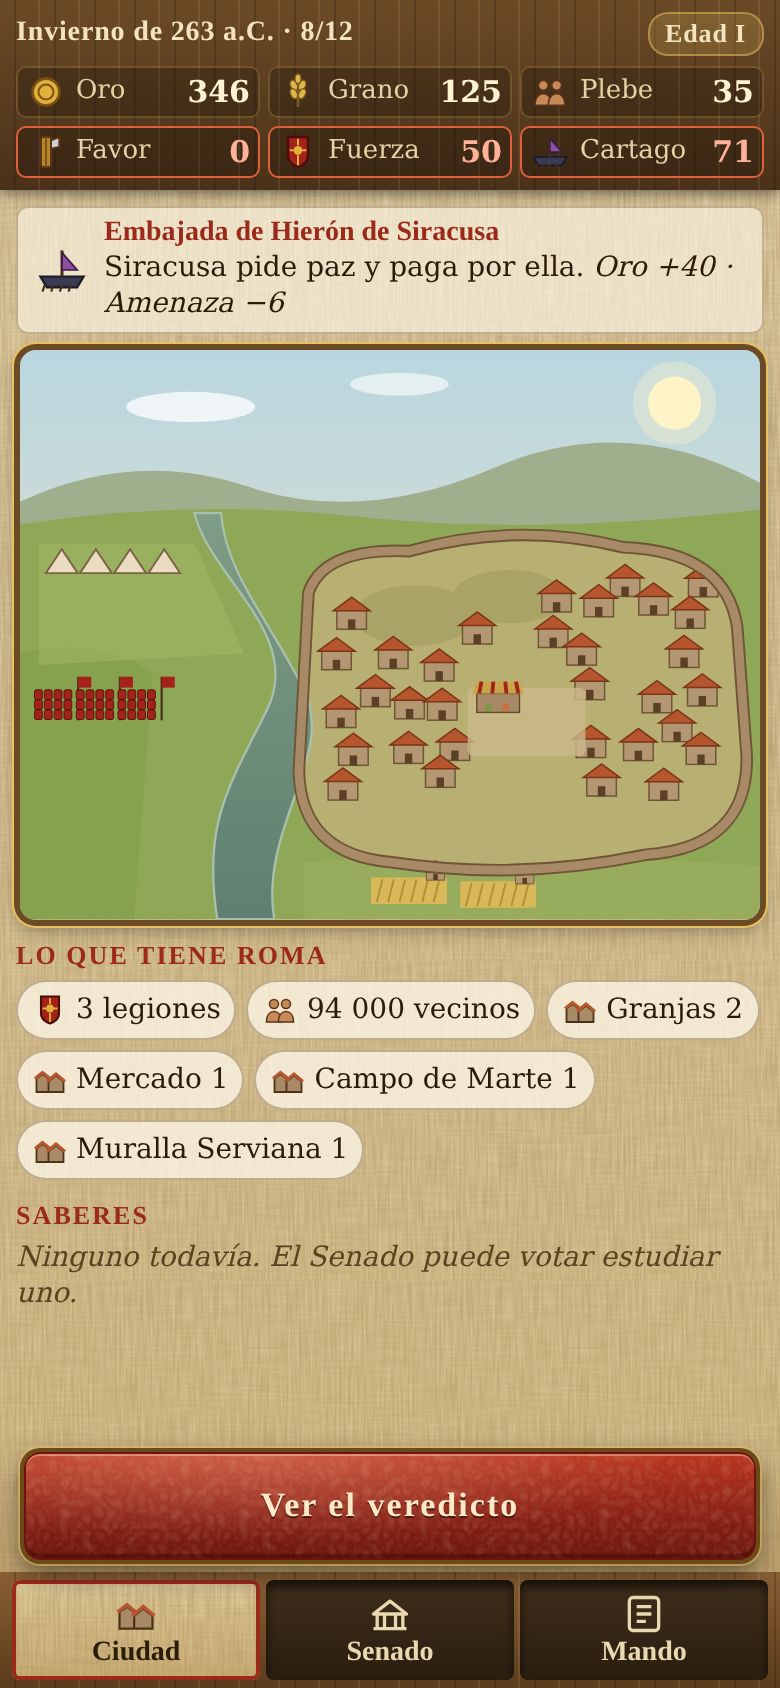 Invierno de 263 a.C. · 8/12
Edad I
Oro 346
Grano 125
Plebe 35
Favor 0
Fuerza 50
Cartago 71
Embajada de Hierón de Siracusa
Siracusa pide paz y paga por ella. Oro +40 ·
Amenaza −6
LO QUE TIENE ROMA
3 legiones
94 000 vecinos
Granjas 2
Mercado 1
Campo de Marte 1
Muralla Serviana 1
SABERES
Ninguno todavía. El Senado puede votar estudiar
uno.
Ver el veredicto
Ciudad
Senado
Mando